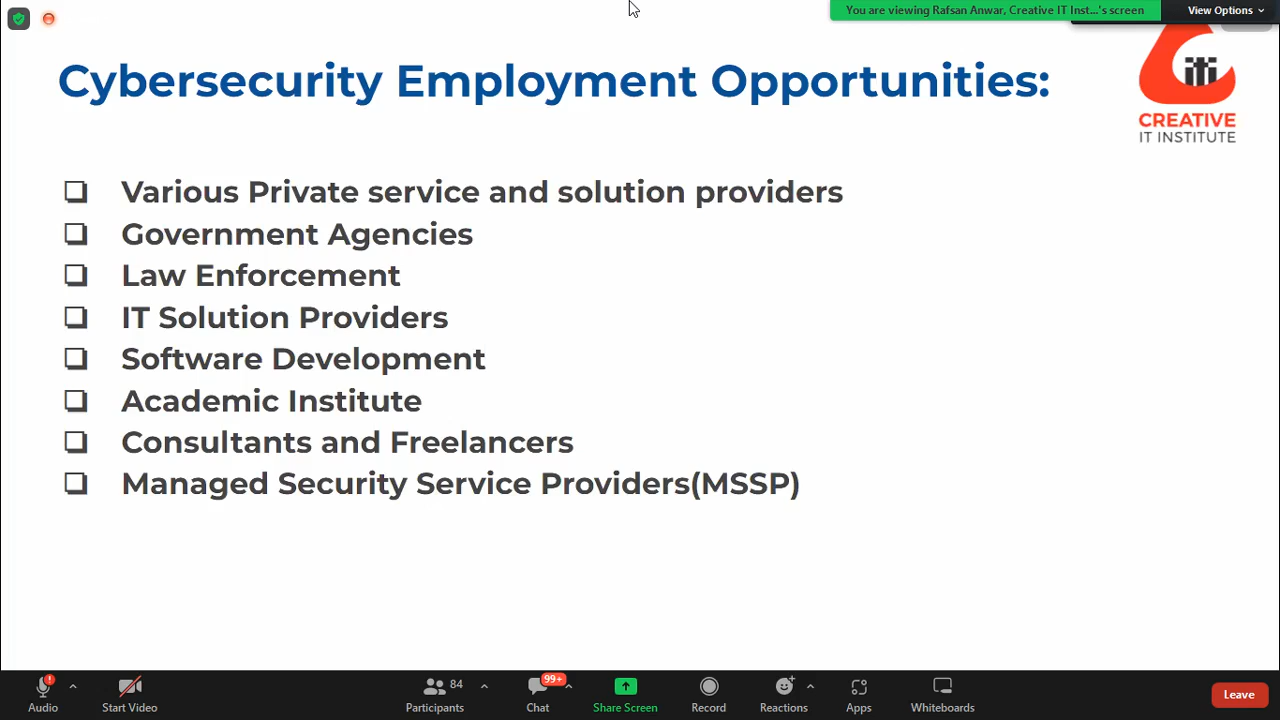 You are viewing Rafsan Anwar, Creative IT Inst...'s screen
View Options
Cybersecurity Employment Opportunities:
iti
CREATIVE
IT INSTITUTE
❑ Various Private service and solution providers
❑ Government Agencies
❑ Law Enforcement
❑ IT Solution Providers
❑ Software Development
❑ Academic Institute
❑ Consultants and Freelancers
❑ Managed Security Service Providers(MSSP)
84
99+
Audio
Start Video
Participants
Chat
Share Screen
Record
Reactions
Apps
Whiteboards
Leave